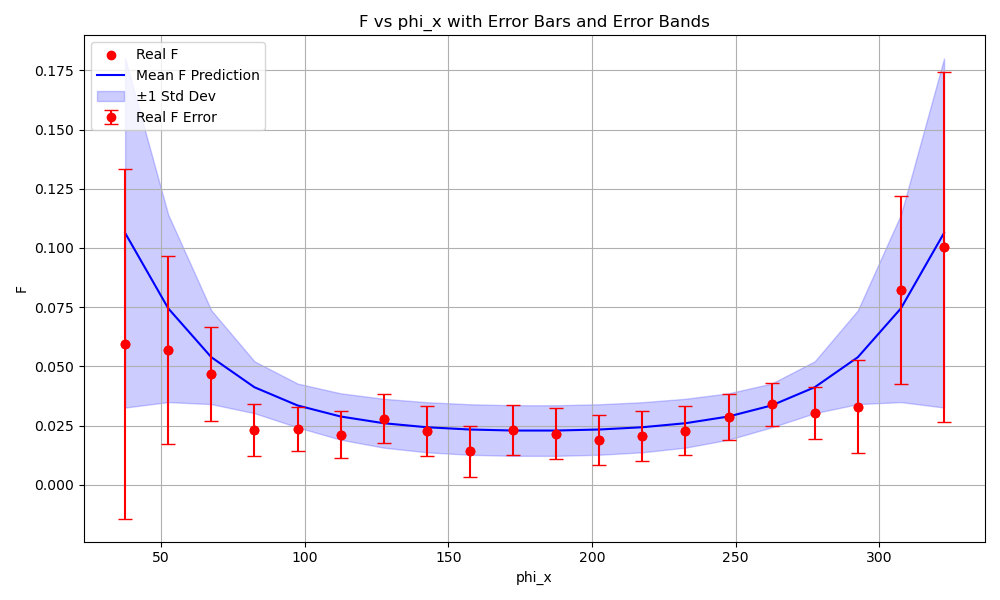 F vs phi_x with Error Bars and Error Bands
Real F
Mean F Prediction
±1 Std Dev
Real F Error
0.175
0.150
0.125
0.100
0.075
0.050
0.025
0.000
F
50
100
150
200
250
300
phi_x